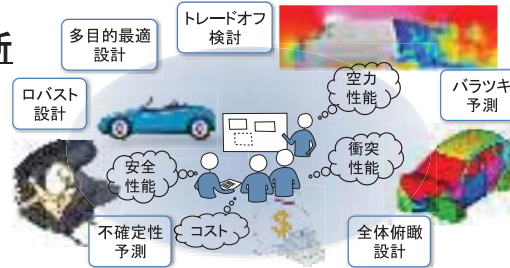 トレードオフ
検討
多目的最適
設計
新
空力
性能
バラツキ
予測
ロバスト
設計
衝突
性能
安全
性能
不確定性
予測
コスト
$
全体俯瞰
設計